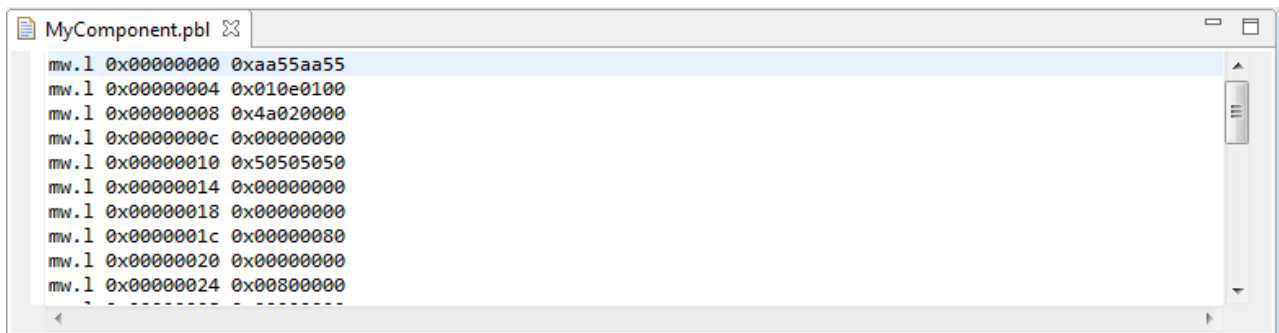 MyComponent.pbl
mw.l 0x00000000 0xaa55aa55
mw.l 0x00000004 0x010e0100
mw.l 0x00000008 0x4a020000
mw.l 0x0000000c 0x00000000
mw.l 0x00000010 0x50505050
mw.l 0x00000014 0x00000000
mw.l 0x00000018 0x00000000
mw.l 0x0000001c 0x00000080
mw.l 0x00000020 0x00000000
mw.l 0x00000024 0x00800000